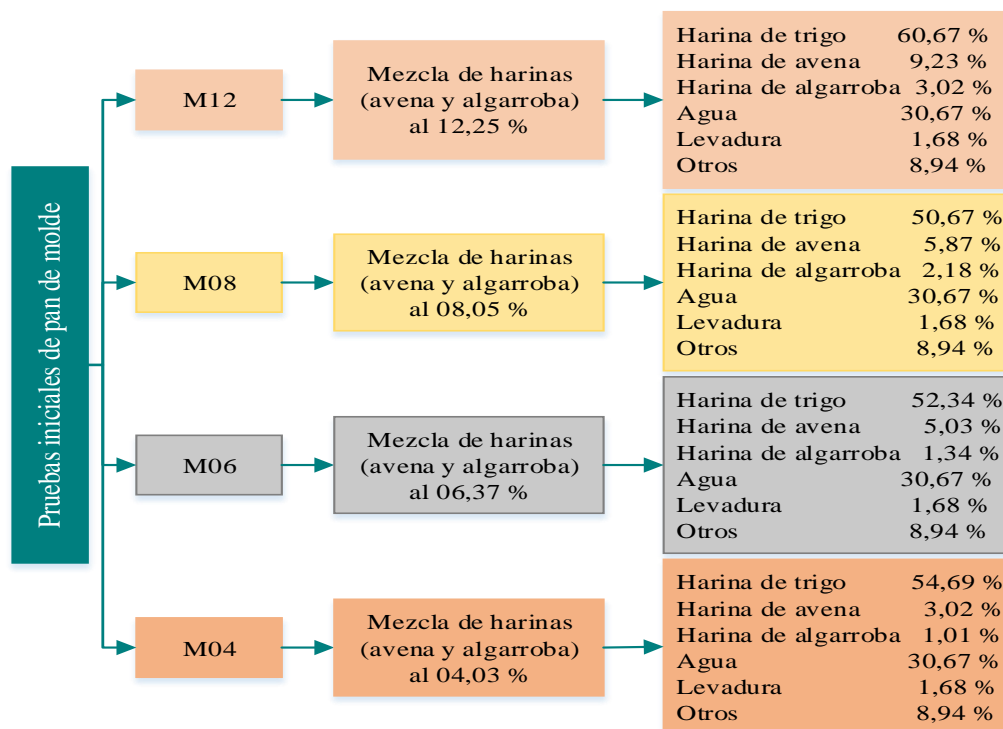 Pruebas iniciales de pan de molde
M12
Mezcla de harinas
(avena y algarroba)
al 12,25 %
Harina de trigo 60,67 %
Harina de avena 9,23 %
Harina de algarroba 3,02 %
Agua 30,67 %
Levadura 1,68 %
Otros 8,94 %
M08
Mezcla de harinas
(avena y algarroba)
al 08,05 %
Harina de trigo 50,67 %
Harina de avena 5,87 %
Harina de algarroba 2,18 %
Agua 30,67 %
Levadura 1,68 %
Otros 8,94 %
M06
Mezcla de harinas
(avena y algarroba)
al 06,37 %
Harina de trigo 52,34 %
Harina de avena 5,03 %
Harina de algarroba 1,34 %
Agua 30,67 %
Levadura 1,68 %
Otros 8,94 %
M04
Mezcla de harinas
(avena y algarroba)
al 04,03 %
Harina de trigo 54,69 %
Harina de avena 3,02 %
Harina de algarroba 1,01 %
Agua 30,67 %
Levadura 1,68 %
Otros 8,94 %